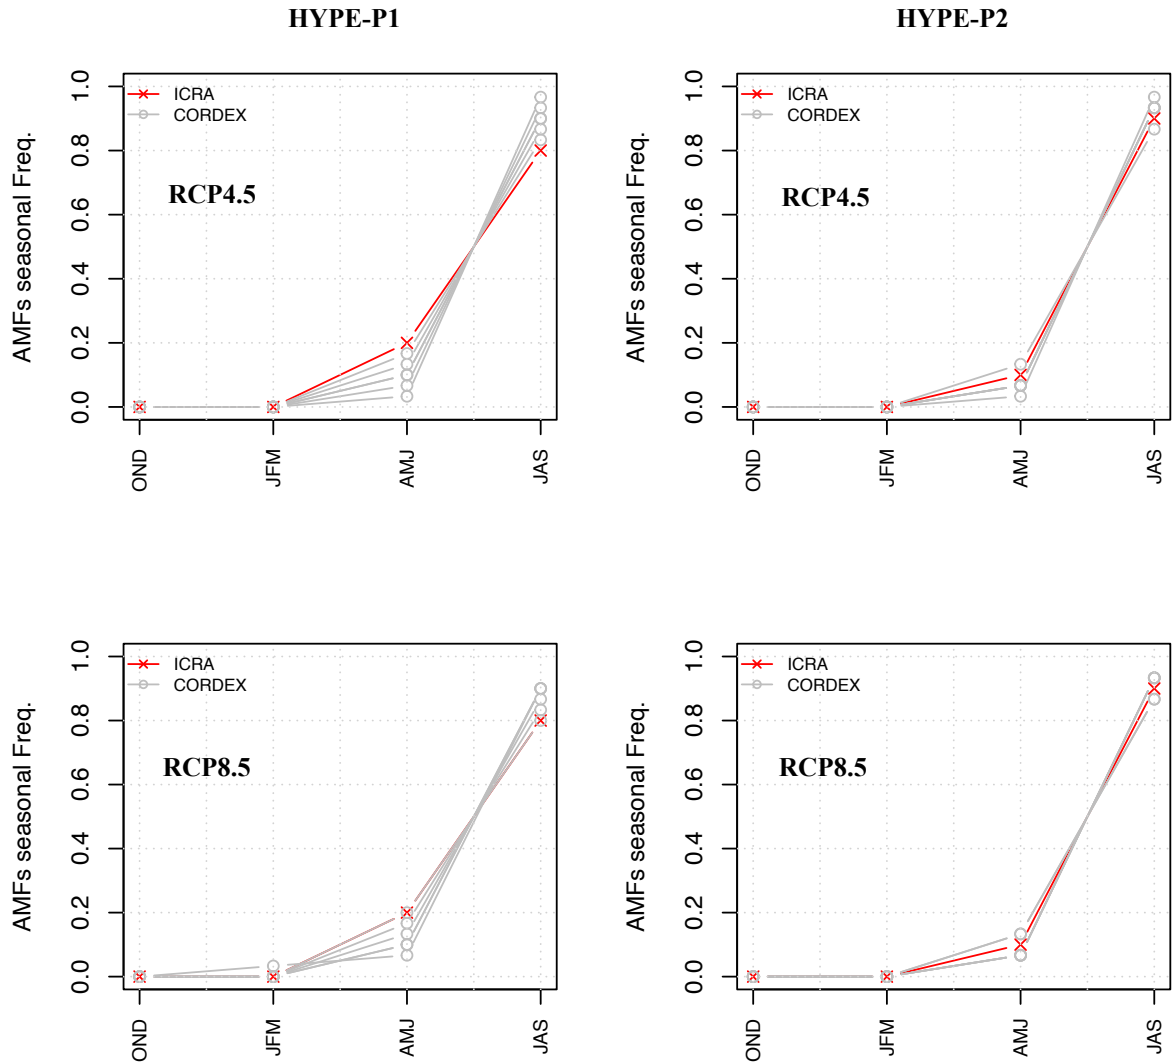 HYPE-P1
HYPE-P2
AMFs seasonal Freq.
1.0
0.8
0.6
0.4
0.2
0.0
ICRA
CORDEX
RCP4.5
OND
JFM
AMJ
JAS
AMFs seasonal Freq.
1.0
0.8
0.6
0.4
0.2
0.0
ICRA
CORDEX
RCP4.5
OND
JFM
AMJ
JAS
AMFs seasonal Freq.
1.0
0.8
0.6
0.4
0.2
0.0
ICRA
CORDEX
RCP8.5
OND
JFM
AMJ
JAS
AMFs seasonal Freq.
1.0
0.8
0.6
0.4
0.2
0.0
ICRA
CORDEX
RCP8.5
OND
JFM
AMJ
JAS